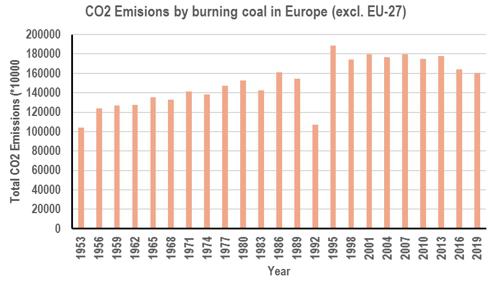 CO2 Emisions by burning coal in Europe (excl. EU-27)
Total CO2 Emissions (*10000
200000
180000
160000
140000
120000
100000
80000
60000
40000
20000
0
1953 1956 1959 1962 1965 1968 1971 1974 1977 1980 1983 1986 1989 1992 1995 1998 2001 2004 2007 2010 2013 2016 2019
Year